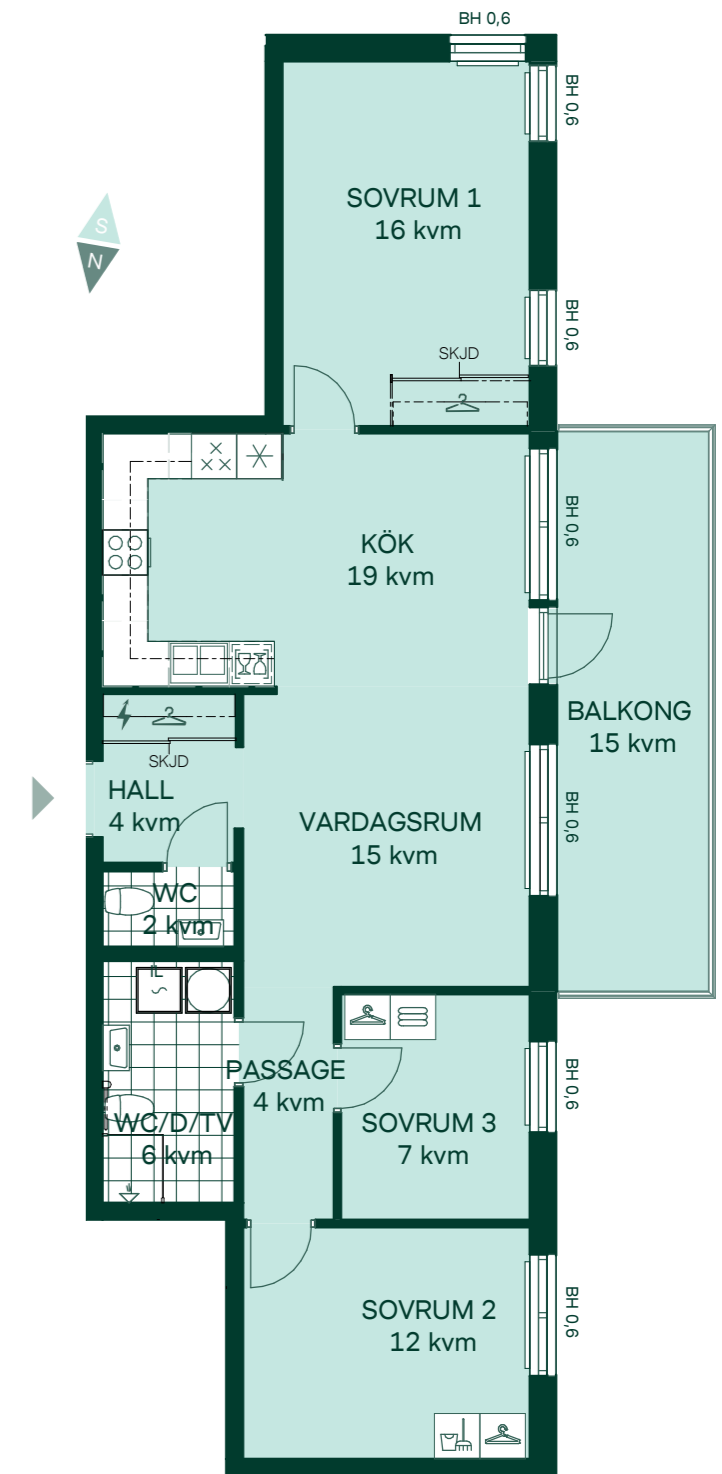 BH 0,6
BH 0,6
SOVRUM 1
16 kvm
S
N
BH 0,6
SKJD
BH 0,6
KÖK
19 kvm
BALKONG
15 kvm
SKJD
HALL
4 kvm
VARDAGSRUM
15 kvm
BH 0,6
WC
2 kvm
PASSAGE
4 kvm
BH 0,6
WC/D/TV
6 kvm
SOVRUM 3
7 kvm
SOVRUM 2
12 kvm
BH 0,6